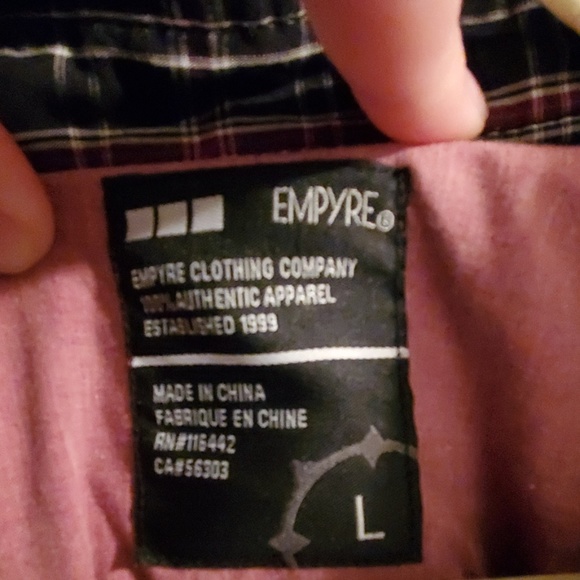 EMPYRE®
EMPYRE CLOTHING COMPANY
100% AUTHENTIC APPAREL
ESTABLISHED 1999
MADE IN CHINA
FABRIQUE EN CHINE
RN#116442
CA#56303
L